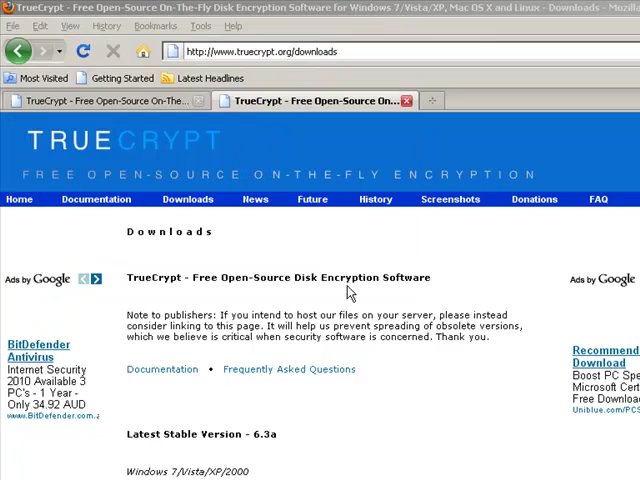 TrueCrypt - Free Open-Source On-The-Fly Disk Encryption Software for Windows 7/Vista/XP, Mac OS X and Linux - Downloads - Mozilla
File Edit View History Bookmarks Tools Help
http://www.truecrypt.org/downloads
Most Visited Getting Started Latest Headlines
TrueCrypt - Free Open-Source On-The... TrueCrypt - Free Open-Source On...
TRUECRYPT
FREE OPEN-SOURCE ON-THE-FLY ENCRYPTION
Home Documentation Downloads News Future History Screenshots Donations FAQ
Downloads
Ads by Google
TrueCrypt - Free Open-Source Disk Encryption Software
Ads by Google
Note to publishers: If you intend to host our files on your server, please instead
consider linking to this page. It will help us prevent spreading of obsolete versions,
which we believe is critical when security software is concerned. Thank you.
Documentation • Frequently Asked Questions
BitDefender
Antivirus
Internet Security
2010 Available 3
PC's - 1 Year -
Only 34.92 AUD
www.BitDefender.com.a
Recommend
Download
Boost PC Spe
Microsoft Cert
Free Downloa
Uniblue.com/PCS
Latest Stable Version - 6.3a
Windows 7/Vista/XP/2000